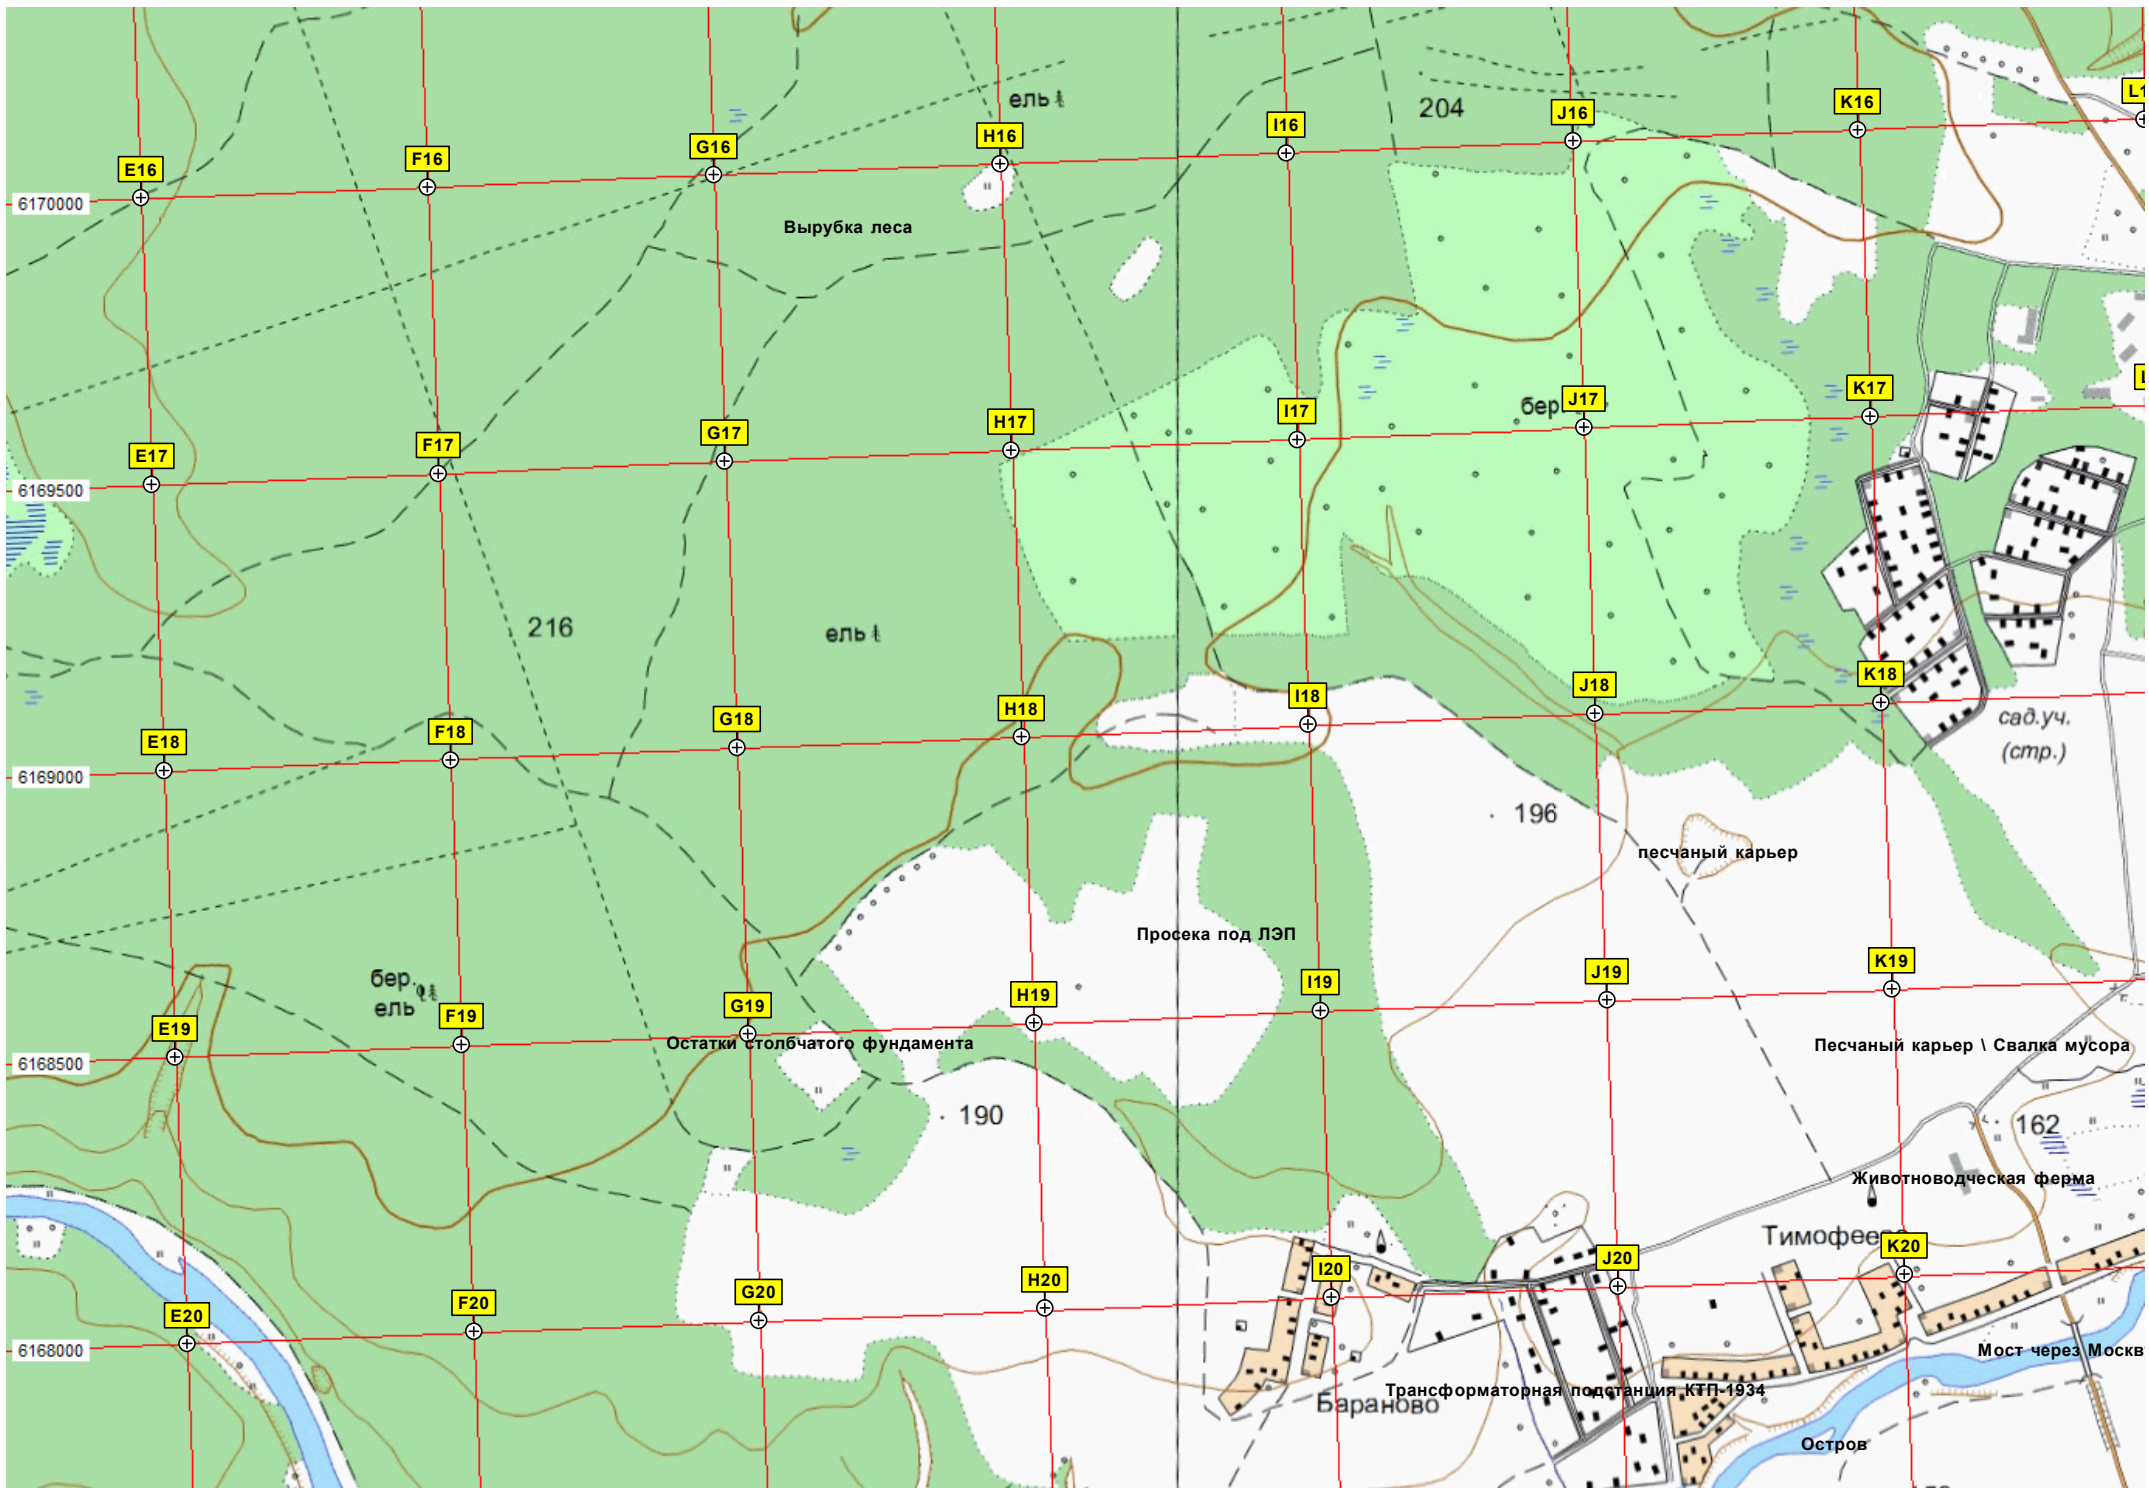 K16
L1
J16
ель
204
I16
H16
G16
F16
E16
6170000
Вырубка леса
L
K17
J17
бер.
I17
H17
G17
F17
E17
6169500
216
ель
K18
J18
I18
H18
G18
F18
E18
6169000
сад.уч.
(стр.)
196
песчаный карьер
Просека под ЛЭП
K19
J19
I19
H19
G19
F19
E19
бер.
ель
6168500
Остатки столбчатого фундамента
Песчаный карьер \ Свалка мусора
190
162
Животноводческая ферма
Тимофее
K20
J20
I20
H20
G20
F20
E20
6168000
Мост через Москв
Трансформаторная подстанция КТП-1934
Бараново
Остров